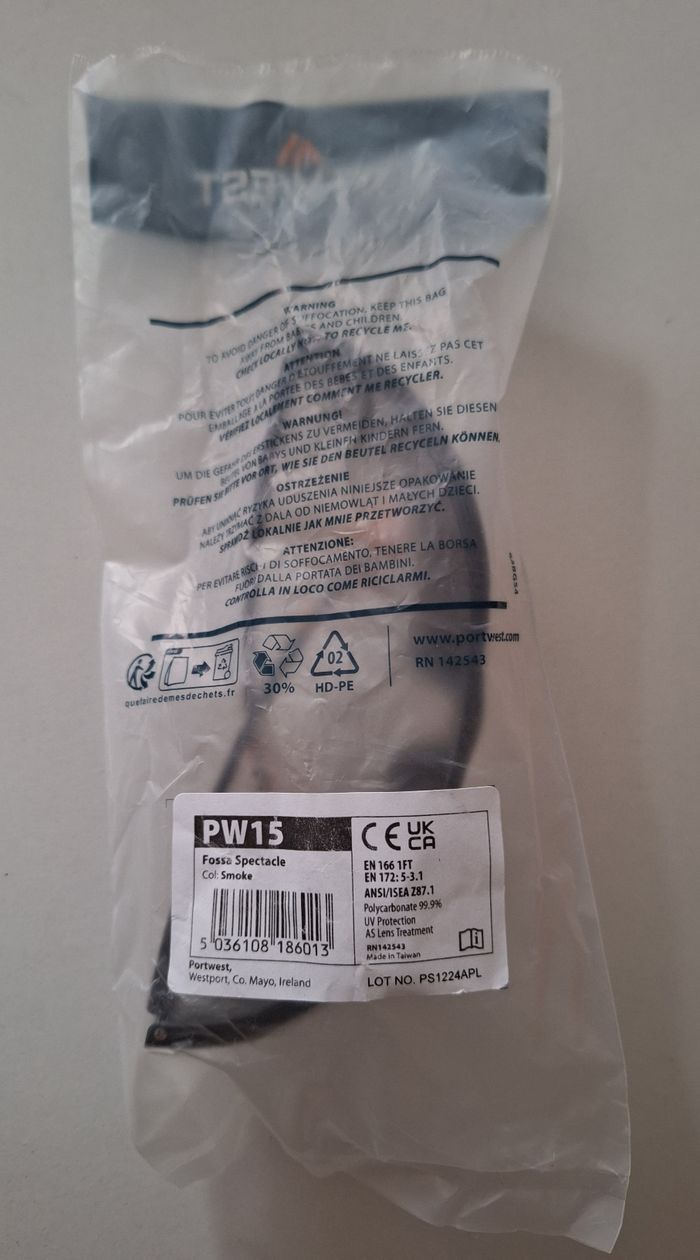 WARNING
TO AVOID DANGER OF SUFFOCATION, KEEP THIS BAG
AWAY FROM BABIES AND CHILDREN.
CHECK LOCALLY HOW TO RECYCLE ME.
ATTENTION
POUR EVITER TOUT DANGER D'ETOUFFEMENT NE LAISSEZ PAS CET
EMBALLAGE A LA PORTEE DES BEBES ET DES ENFANTS.
VÉRIFIEZ LOCALEMENT COMMENT ME RECYCLER.
WARNUNG!
UM DIE GEFAHR DES ERSTICKENS ZU VERMEIDEN, HALTEN SIE DIESEN
BEUTEL VON BABYS UND KLEINEN KINDERN FERN.
PRÜFEN SIE BITTE VOR ORT, WIE SIE DEN BEUTEL RECYCELN KÖNNEN.
OSTRZEŻENIE
ABY UNIKNĄĆ RYZYKA UDUSZENIA NINIEJSZE OPAKOWANIE
NALEŻY TRZYMAĆ Z DALA OD NIEMOWLĄT I MAŁYCH DZIECI.
SPRAWDŹ LOKALNIE JAK MNIE PRZETWORZYĆ.
ATTENZIONE:
PER EVITARE RISCHI DI SOFFOCAMENTO, TENERE LA BORSA
FUORI DALLA PORTATA DEI BAMBINI.
CONTROLLA IN LOCO COME RICICLARMI.
quefairedemesdechets.fr
30%
02
HD-PE
www.portwest.com
RN 142543
PW15
Fossa Spectacle
Col: Smoke
5 036108 186013
Portwest,
Westport, Co. Mayo, Ireland
CE UK
CA
EN 166 1FT
EN 172: 5-3.1
ANSI/ISEA Z87.1
Polycarbonate 99.9%
UV Protection
AS Lens Treatment
RN142543
Made in Taiwan
LOT NO. PS1224APL